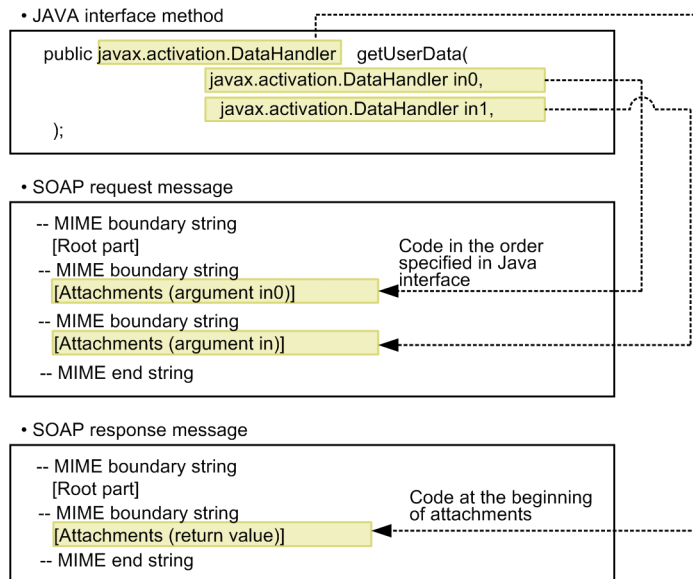 • JAVA interface method
public javax.activation.DataHandler getUserData(
javax.activation.DataHandler in0,
javax.activation.DataHandler in1,
);
• SOAP request message
-- MIME boundary string
[Root part]
-- MIME boundary string
[Attachments (argument in0)]
Code in the order
specified in Java
interface
-- MIME boundary string
[Attachments (argument in)]
-- MIME end string
• SOAP response message
-- MIME boundary string
[Root part]
-- MIME boundary string
[Attachments (return value)]
Code at the beginning
of attachments
-- MIME end string